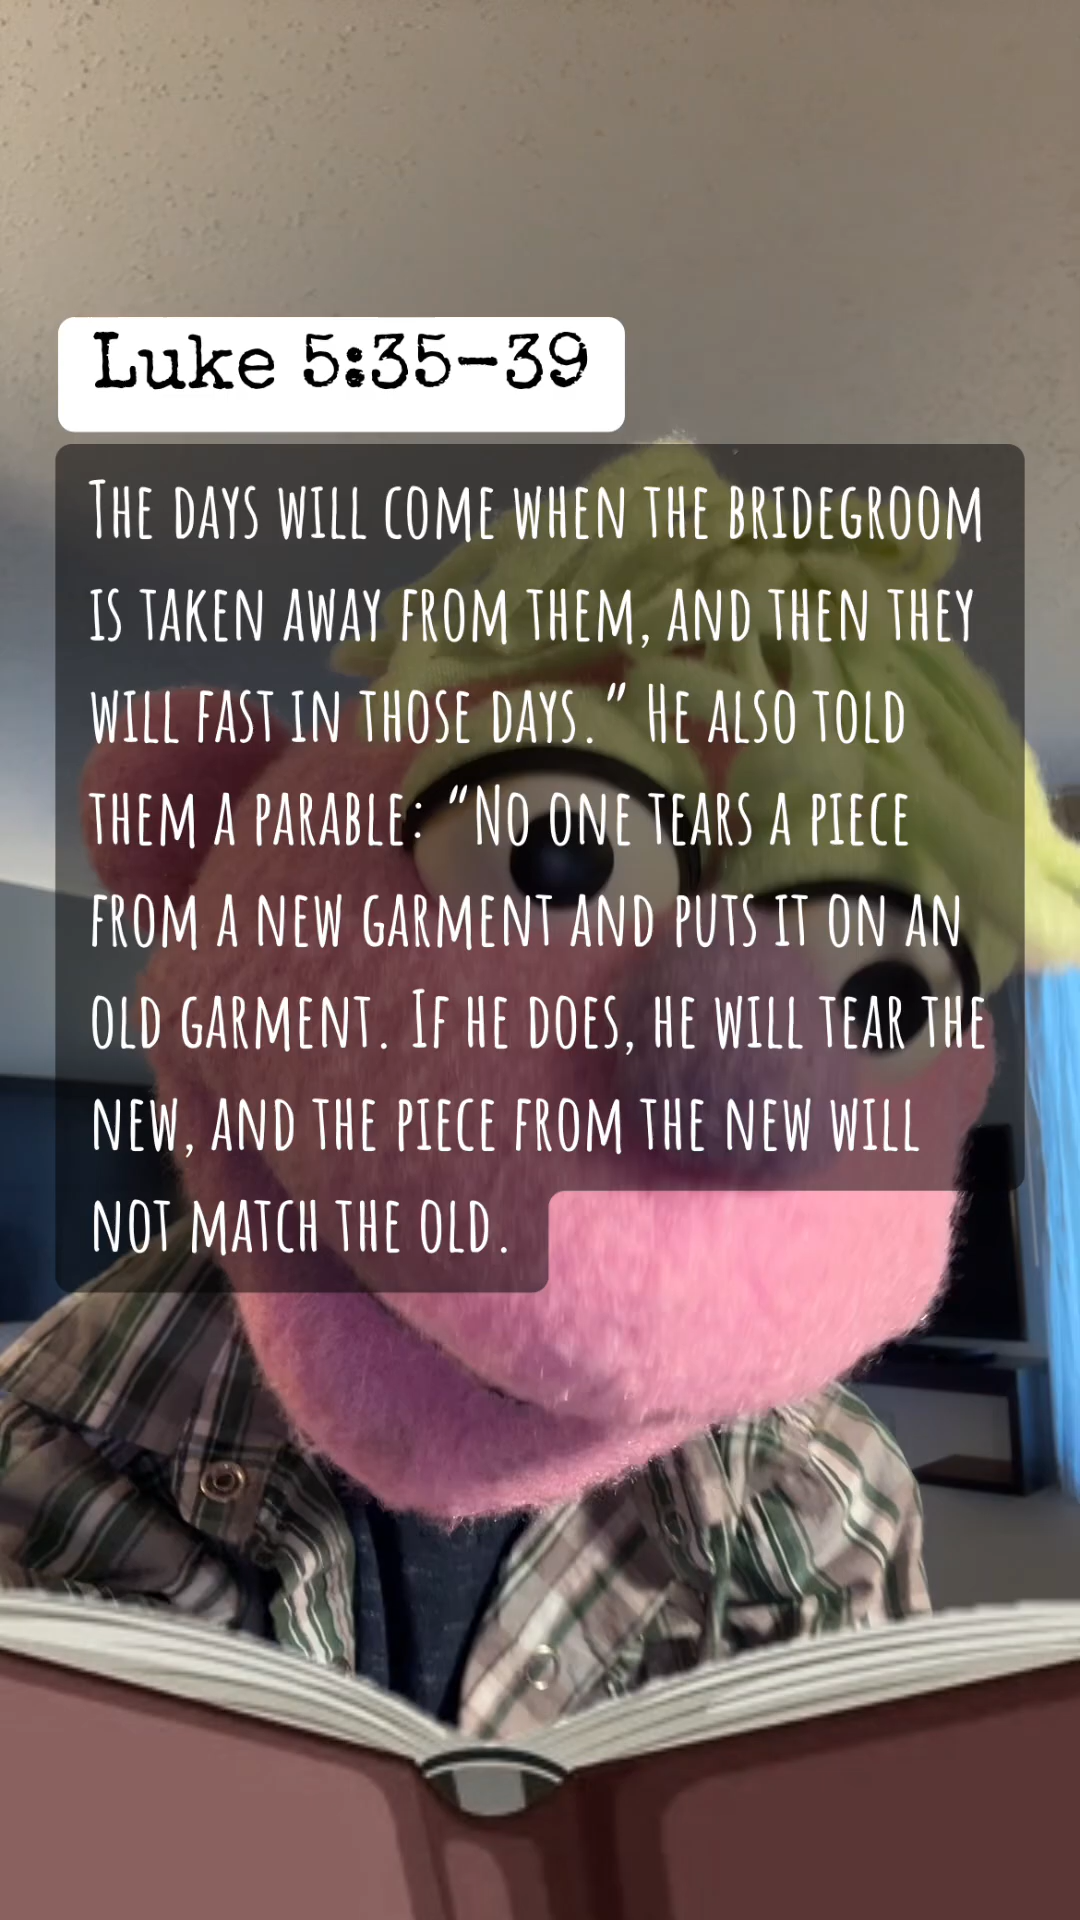 Luke 5:35-39
The days will come when the bridegroom
is taken away from them, and then they
will fast in those days.” He also told
them a parable: “No one tears a piece
from a new garment and puts it on an
old garment. If he does, he will tear the
new, and the piece from the new will
not match the old.